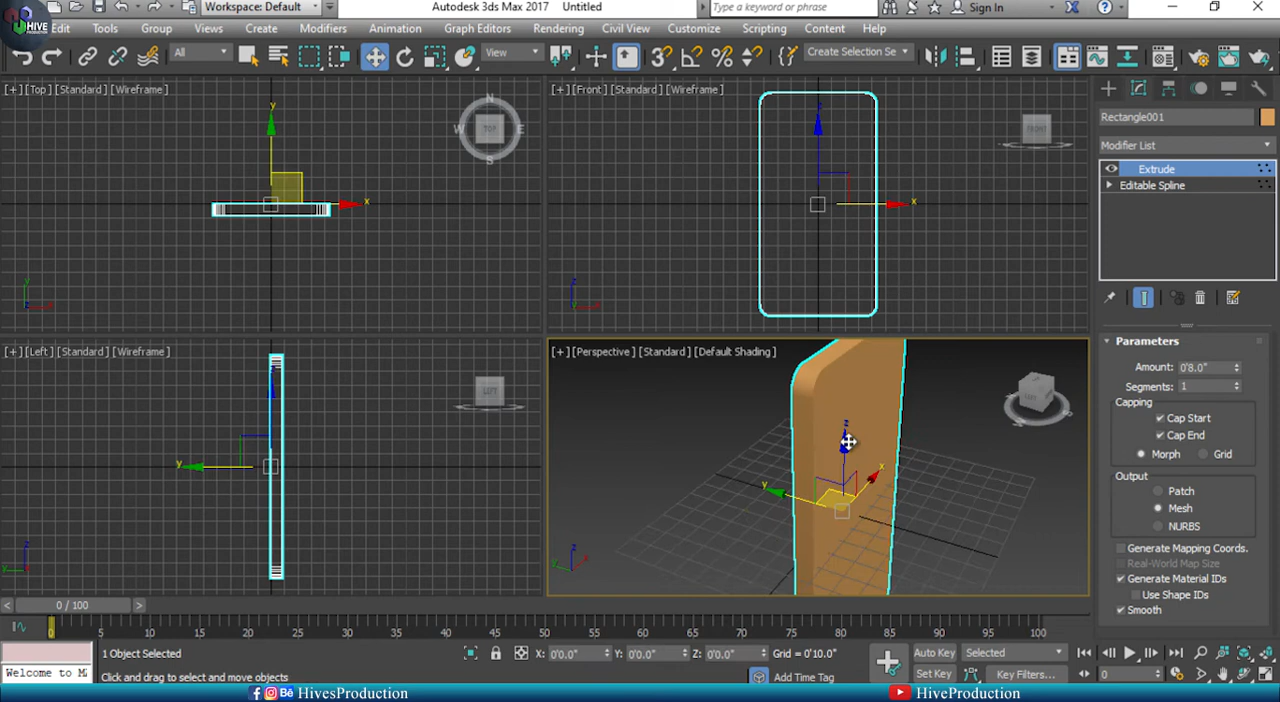 Workspace: Default
Autodesk 3ds Max 2017 Untitled
Type a keyword or phrase
Sign In
HIVE
Edit Tools Group Views Create Modifiers Animation Graph Editors Rendering Civil View Customize Scripting Content Help
All
View
Create Selection Se
[+] [Top] [Standard] [Wireframe]
N
W TOP E
S
y
x
y
[+] [Front] [Standard] [Wireframe]
FRONT
x
z
[+] [Left] [Standard] [Wireframe]
LEFT
y
z
y
[+] [Perspective] [Standard] [Default Shading]
z
x
y
z
Rectangle001
Modifier List
Extrude
Editable Spline
Parameters
Amount: 0'8.0"
Segments: 1
Capping
Cap Start
Cap End
Morph Grid
Output
Patch
Mesh
NURBS
Generate Mapping Coords.
Real-World Map Size
Generate Material IDs
Use Shape IDs
Smooth
< 0 / 100 >
0 5 10 15 20 25 30 35 40 45 50 55 60 65 70 75 80 85 90 95 100
1 Object Selected
X: 0'0.0" Y: 0'0.0" Z: 0'0.0" Grid = 0'10.0"
Auto Key Selected
Welcome to M
Click and drag to select and move objects
Add Time Tag
Set Key Key Filters...
0
HivesProduction
HiveProduction